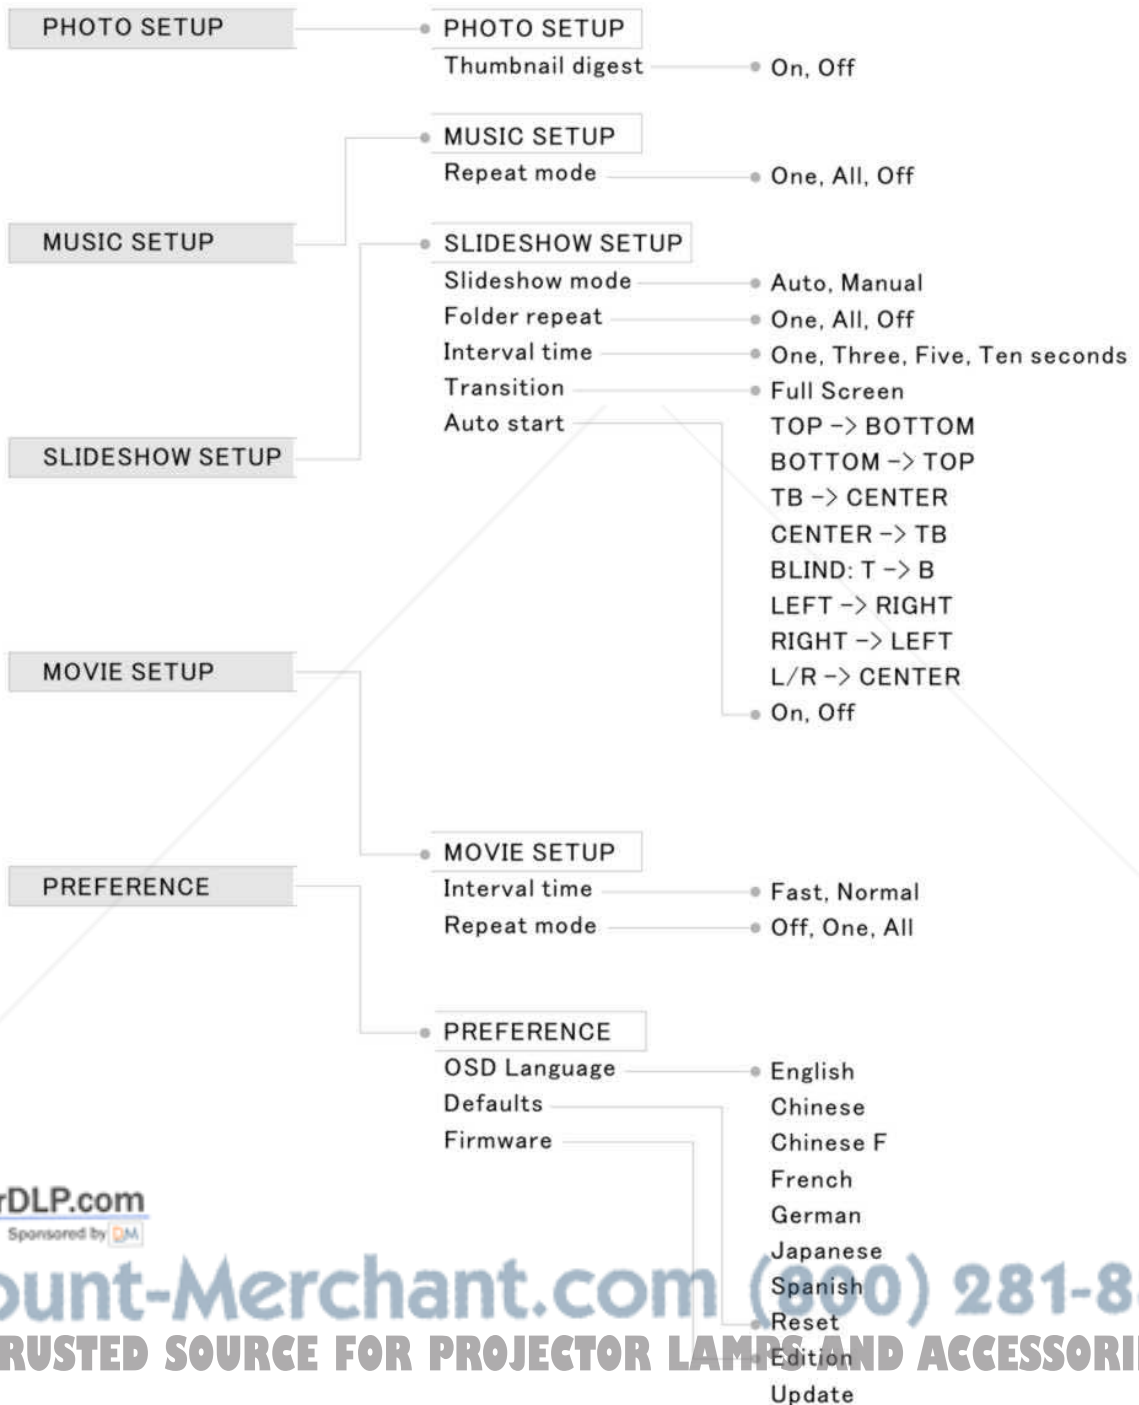 PHOTO SETUP
PHOTO SETUP
Thumbnail digest
On, Off
MUSIC SETUP
MUSIC SETUP
Repeat mode
One, All, Off
SLIDESHOW SETUP
SLIDESHOW SETUP
Slideshow mode
Auto, Manual
Folder repeat
One, All, Off
Interval time
One, Three, Five, Ten seconds
Transition
Full Screen
TOP -> BOTTOM
BOTTOM -> TOP
TB -> CENTER
CENTER -> TB
BLIND: T -> B
LEFT -> RIGHT
RIGHT -> LEFT
L/R -> CENTER
Auto start
On, Off
MOVIE SETUP
MOVIE SETUP
Interval time
Fast, Normal
Repeat mode
Off, One, All
PREFERENCE
PREFERENCE
OSD Language
English
Chinese
Chinese F
French
German
Japanese
Spanish
Defaults
Reset
Firmware
Edition
Update
rDLP.com
Sponsored by DM
ount-Merchant.com (800) 281-8
RUSTED SOURCE FOR PROJECTOR LAMPS AND ACCESSORI